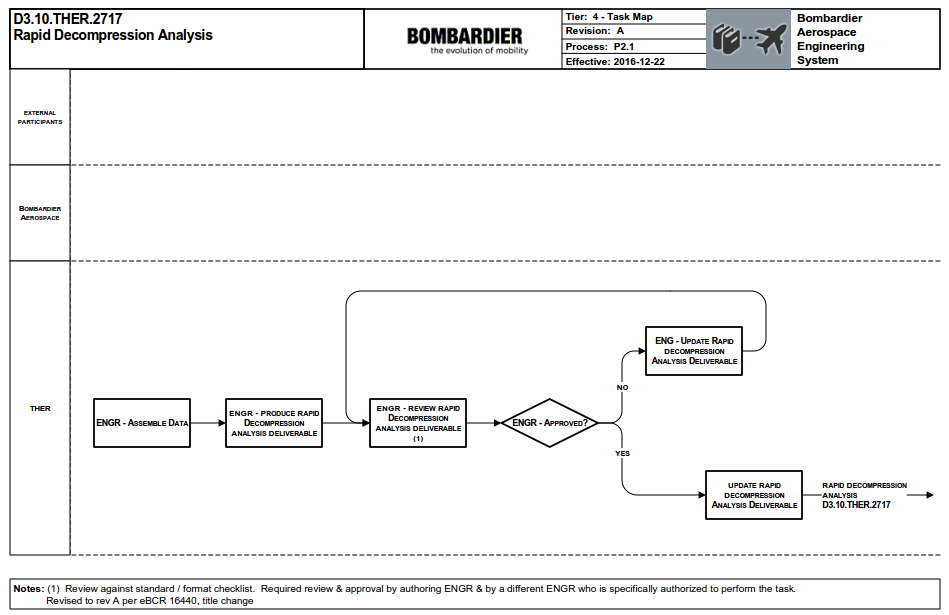 D3.10.THER.2717
Rapid Decompression Analysis
BOMBARDIER
the evolution of mobility
Tier: 4 - Task Map
Revision: A
Process: P2.1
Effective: 2016-12-22
Bombardier
Aerospace
Engineering
System
EXTERNAL
PARTICIPANTS
BOMBARDIER
AEROSPACE
THER
ENGR - ASSEMBLE DATA
ENGR - PRODUCE RAPID
DECOMPRESSION
ANALYSIS DELIVERABLE
ENGR - REVIEW RAPID
DECOMPRESSION
ANALYSIS DELIVERABLE
(1)
ENGR - APPROVED?
NO
ENG - UPDATE RAPID
DECOMPRESSION
ANALYSIS DELIVERABLE
YES
UPDATE RAPID
DECOMPRESSION
ANALYSIS DELIVERABLE
RAPID DECOMPRESSION
ANALYSIS
D3.10.THER.2717
Notes: (1) Review against standard / format checklist. Required review & approval by authoring ENGR & by a different ENGR who is specifically authorized to perform the task.
Revised to rev A per eBCR 16440, title change